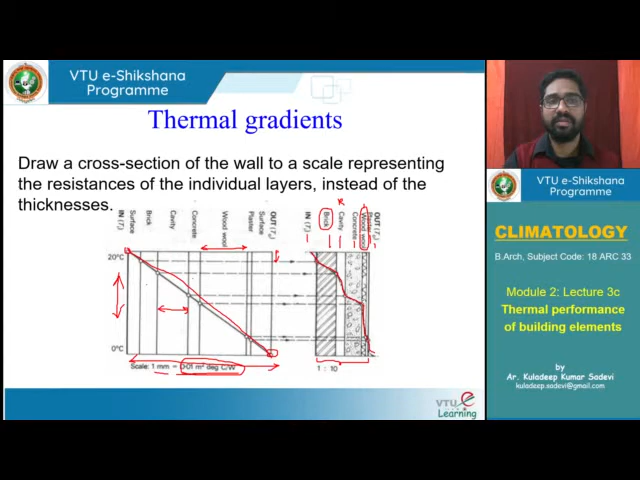 VTU e-Shikshana
Programme
Thermal gradients
Draw a cross-section of the wall to a scale representing
the resistances of the individual layers, instead of the
thicknesses.
IN (Ti)
Surface
Brick
Cavity
Concrete
Wood wool
Plaster
Surface
OUT (To)
20°C
0°C
Scale: 1 mm = 0·01 m² deg C/W
IN (Ti)
Brick
Cavity
Concrete
Wood wool
Plaster
OUT (To)
1 : 10
VTU e
Learning
VTU e-Shikshana
Programme
CLIMATOLOGY
B.Arch, Subject Code: 18 ARC 33
Module 2: Lecture 3c
Thermal performance
of building elements
by
Ar. Kuladeep Kumar Sadevi
kuladeep.sadevi@gmail.com